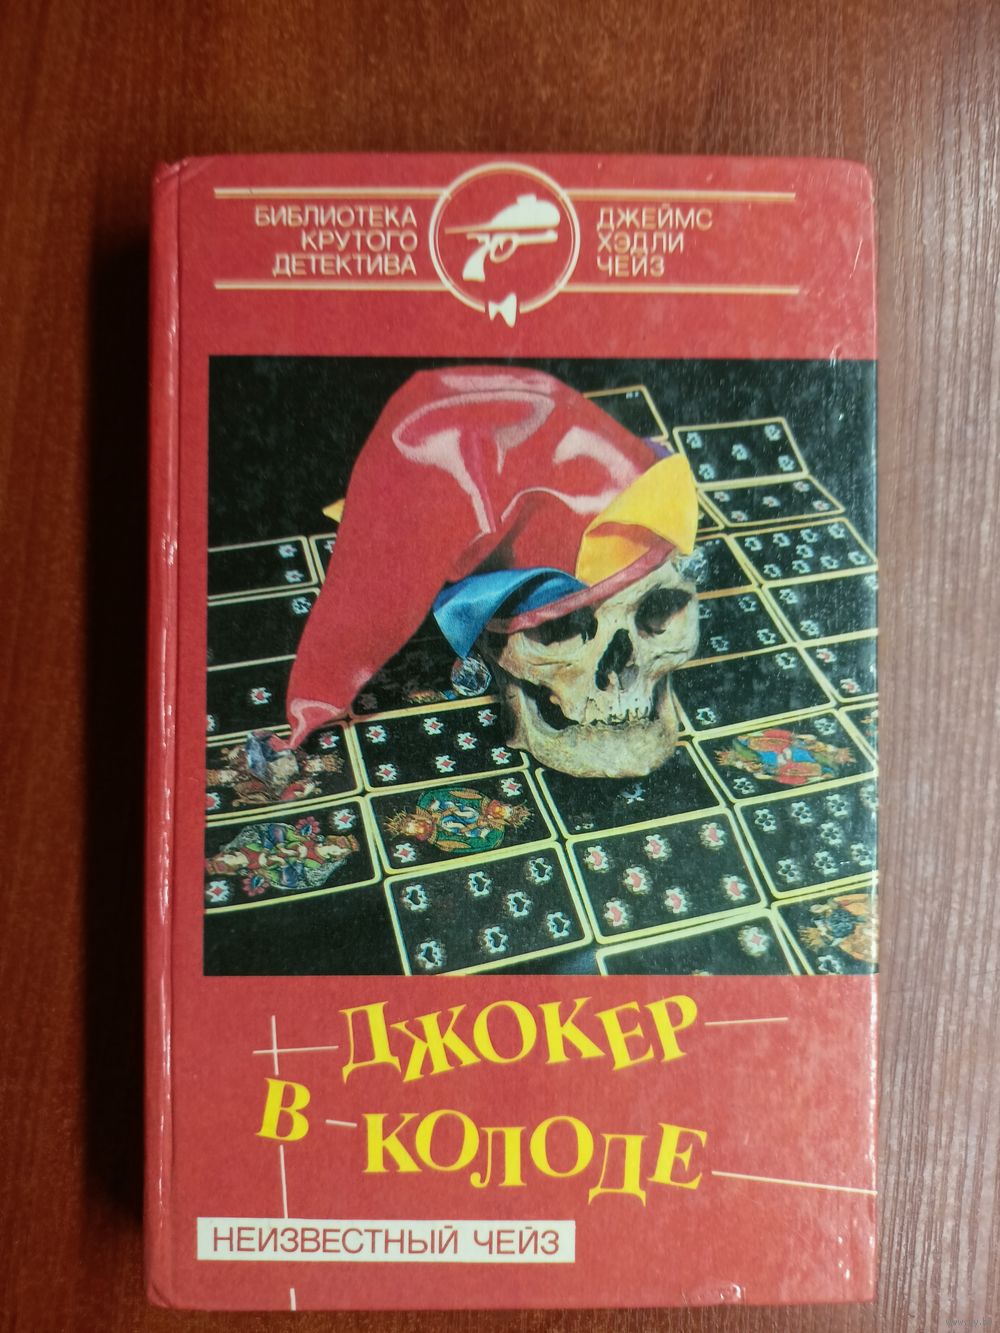 БИБЛИОТЕКА
КРУТОГО
ДЕТЕКТИВА
ДЖЕЙМС
ХЭДЛИ
ЧЕЙЗ
ДЖОКЕР
В КОЛОДЕ
НЕИЗВЕСТНЫЙ ЧЕЙЗ